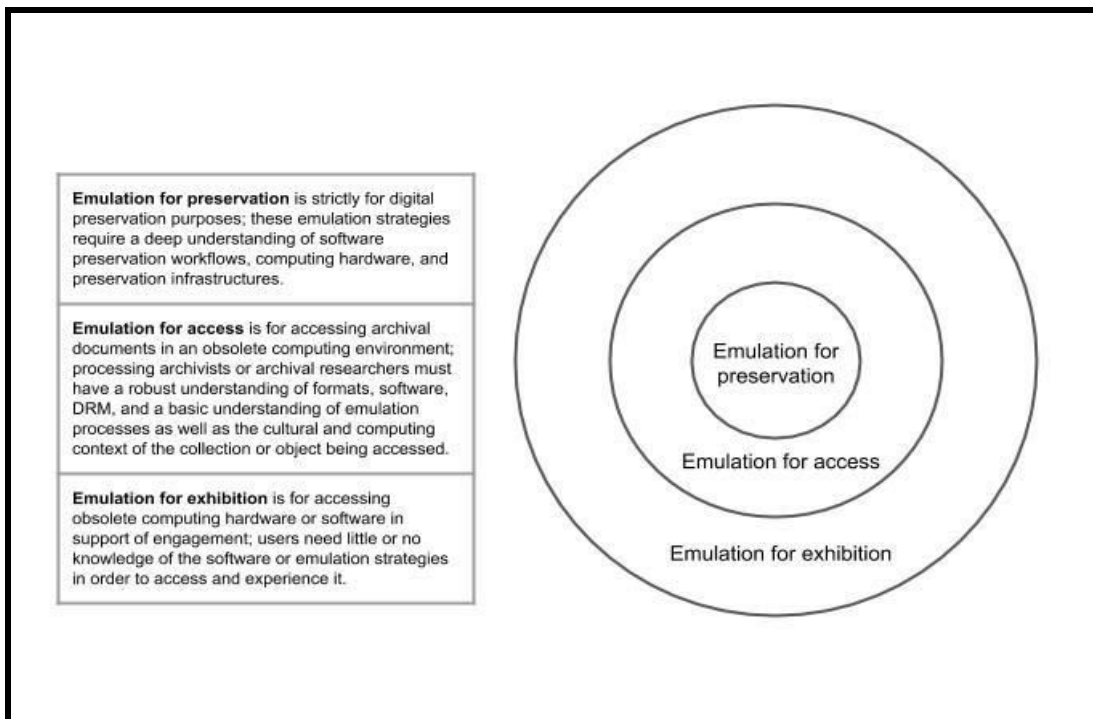 Emulation for preservation is strictly for digital
preservation purposes; these emulation strategies
require a deep understanding of software
preservation workflows, computing hardware, and
preservation infrastructures.
Emulation for access is for accessing archival
documents in an obsolete computing environment;
processing archivists or archival researchers must
have a robust understanding of formats, software,
DRM, and a basic understanding of emulation
processes as well as the cultural and computing
context of the collection or object being accessed.
Emulation for exhibition is for accessing
obsolete computing hardware or software in
support of engagement; users need little or no
knowledge of the software or emulation strategies
in order to access and experience it.
Emulation for
preservation
Emulation for access
Emulation for exhibition